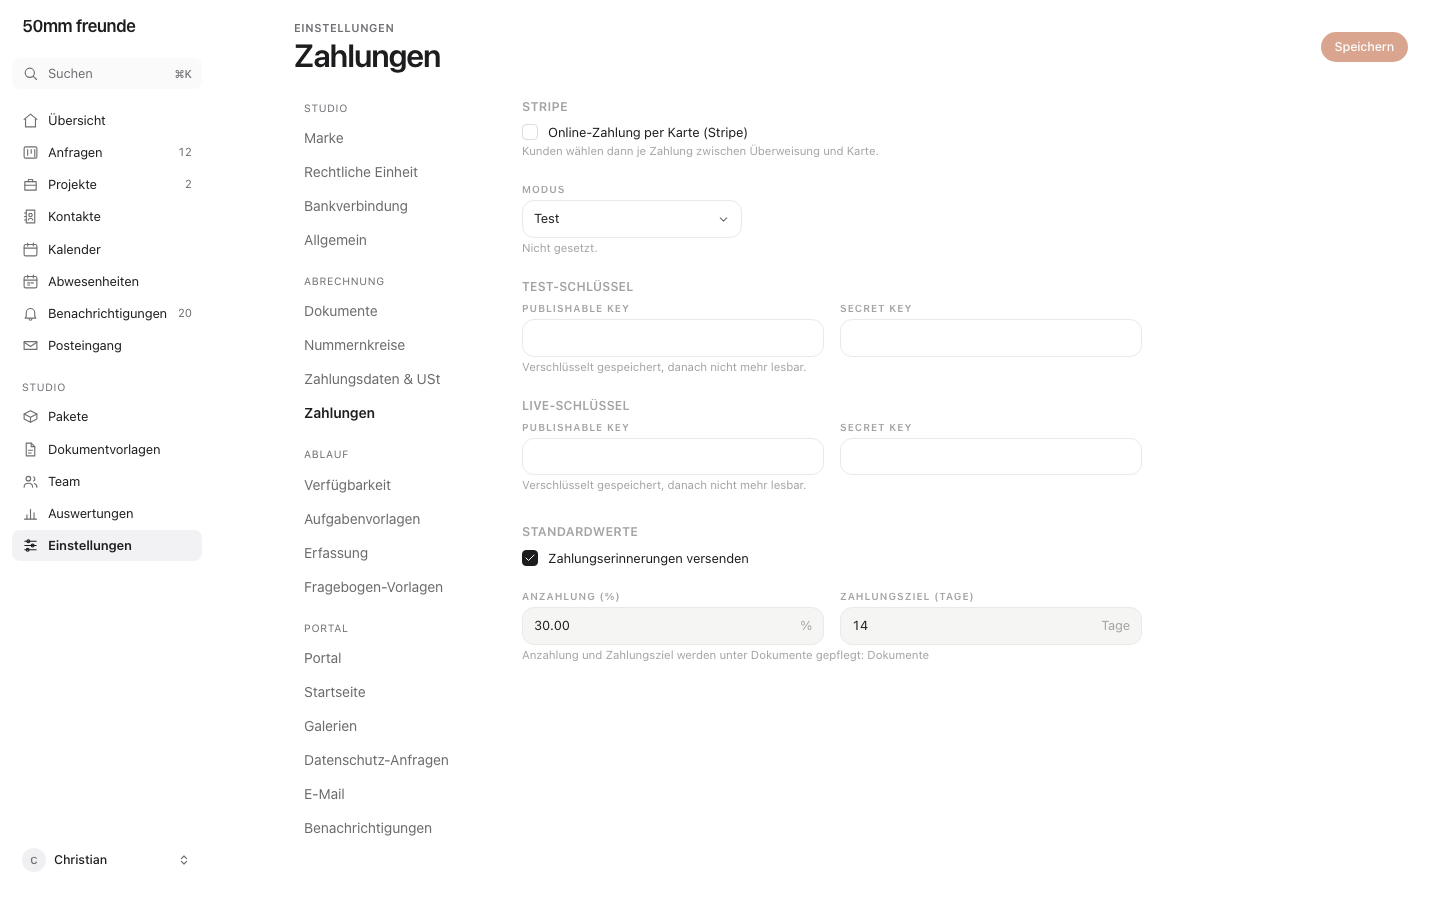 50mm freunde
Suchen ⌘K
Übersicht
Anfragen 12
Projekte 2
Kontakte
Kalender
Abwesenheiten
Benachrichtigungen 20
Posteingang
STUDIO
Pakete
Dokumentvorlagen
Team
Auswertungen
Einstellungen
C Christian
EINSTELLUNGEN
Zahlungen
Speichern
STUDIO
Marke
Rechtliche Einheit
Bankverbindung
Allgemein
ABRECHNUNG
Dokumente
Nummernkreise
Zahlungsdaten & USt
Zahlungen
ABLAUF
Verfügbarkeit
Aufgabenvorlagen
Erfassung
Fragebogen-Vorlagen
PORTAL
Portal
Startseite
Galerien
Datenschutz-Anfragen
E-Mail
Benachrichtigungen
STRIPE
Online-Zahlung per Karte (Stripe)
Kunden wählen dann je Zahlung zwischen Überweisung und Karte.
MODUS
Test
Nicht gesetzt.
TEST-SCHLÜSSEL
PUBLISHABLE KEY SECRET KEY
Verschlüsselt gespeichert, danach nicht mehr lesbar.
LIVE-SCHLÜSSEL
PUBLISHABLE KEY SECRET KEY
Verschlüsselt gespeichert, danach nicht mehr lesbar.
STANDARDWERTE
Zahlungserinnerungen versenden
ANZAHLUNG (%) ZAHLUNGSZIEL (TAGE)
30.00 % 14 Tage
Anzahlung und Zahlungsziel werden unter Dokumente gepflegt: Dokumente